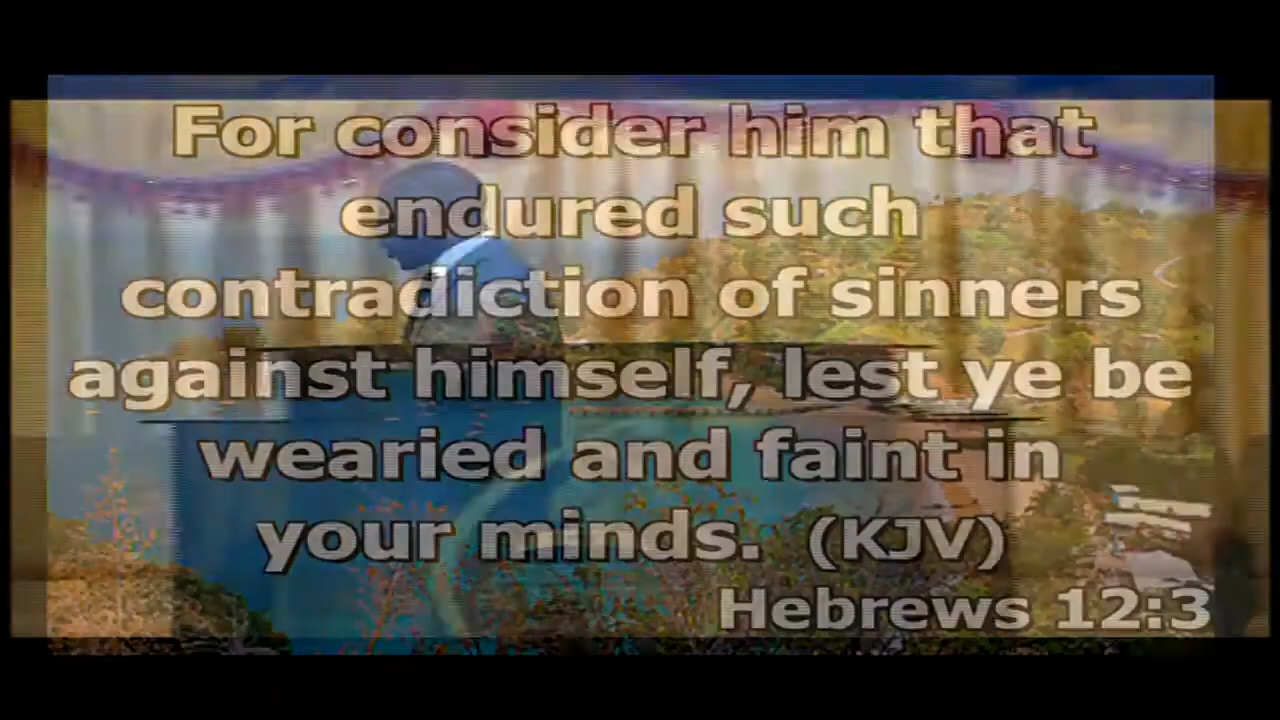 For consider him that
endured such
contradiction of sinners
against himself, lest ye be
wearied and faint in
your minds. (KJV)
Hebrews 12:3